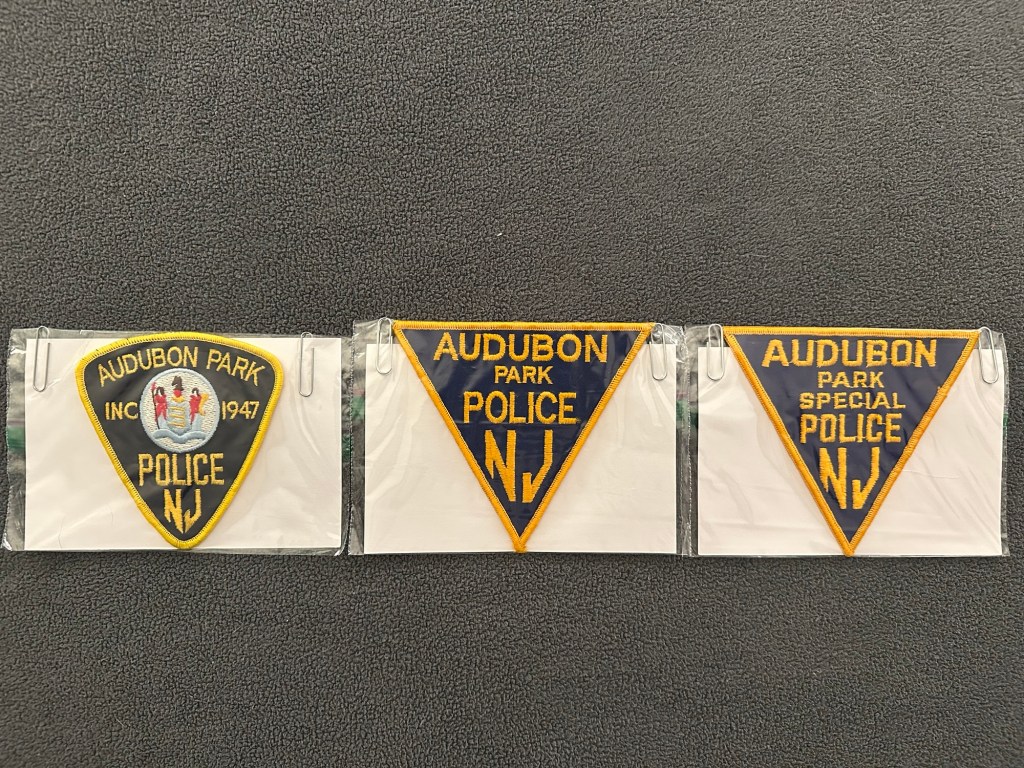 AUDUBON PARK
INC 1947
POLICE
NJ
AUDUBON
PARK
POLICE
NJ
AUDUBON
PARK
SPECIAL
POLICE
NJ